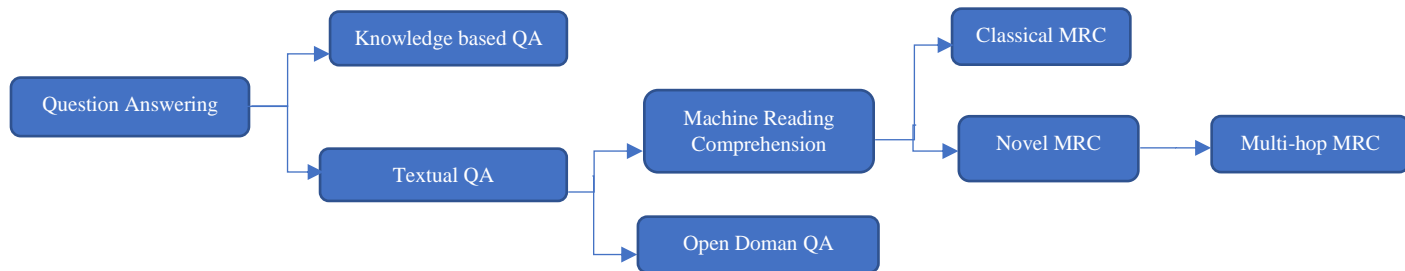 Knowledge based QA
Classical MRC
Question Answering
Machine Reading
Comprehension
Novel MRC
Multi-hop MRC
Textual QA
Open Doman QA